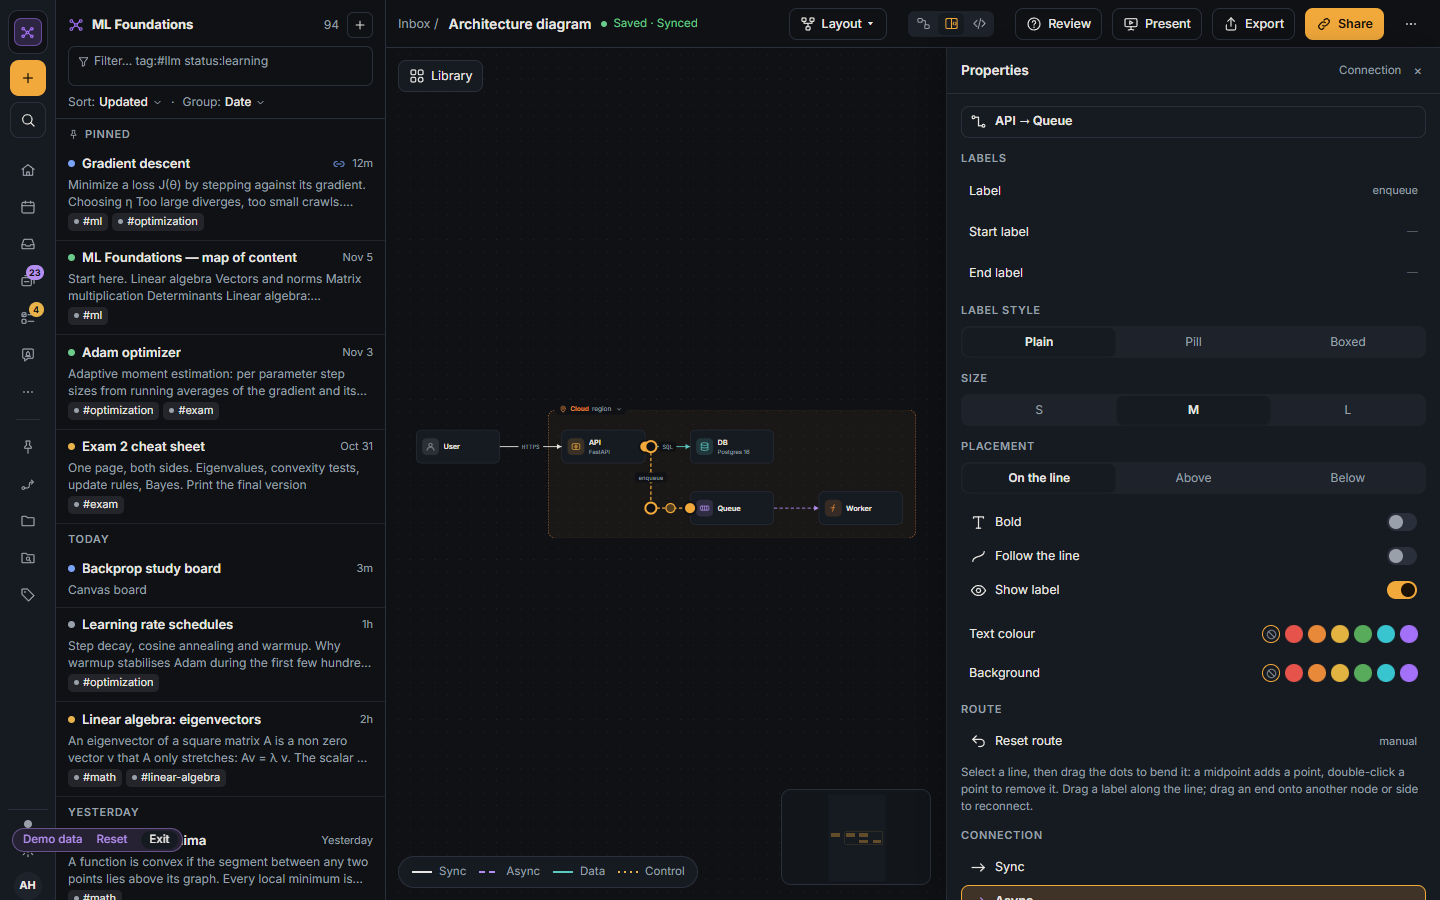 ML Foundations 94
Filter... tag:#llm status:learning
Sort: Updated · Group: Date
PINNED
Gradient descent 12m
Minimize a loss J(θ) by stepping against its gradient.
Choosing η Too large diverges, too small crawls....
#ml #optimization
ML Foundations — map of content Nov 5
Start here. Linear algebra Vectors and norms Matrix
multiplication Determinants Linear algebra:...
#ml
Adam optimizer Nov 3
Adaptive moment estimation: per parameter step
sizes from running averages of the gradient and its...
#optimization #exam
Exam 2 cheat sheet Oct 31
One page, both sides. Eigenvalues, convexity tests,
update rules, Bayes. Print the final version
#exam
TODAY
Backprop study board 3m
Canvas board
Learning rate schedules 1h
Step decay, cosine annealing and warmup. Why
warmup stabilises Adam during the first few hundre...
#optimization
Linear algebra: eigenvectors 2h
An eigenvector of a square matrix A is a non zero
vector v that A only stretches: Av = λ v. The scalar ...
#math #linear-algebra
YESTERDAY
ima Yesterday
A function is convex if the segment between any two
points lies above its graph. Every local minimum is...
#math
23
4
Demo data Reset Exit
AH
Inbox / Architecture diagram Saved · Synced
Layout
Review
Present
Export
Share
Library
Cloud region
User
HTTPS
API
FastAPI
SQL
DB
Postgres 16
enqueue
Queue
Worker
Sync Async Data Control
Properties Connection ×
API → Queue
LABELS
Label enqueue
Start label —
End label —
LABEL STYLE
Plain Pill Boxed
SIZE
S M L
PLACEMENT
On the line Above Below
Bold
Follow the line
Show label
Text colour
Background
ROUTE
Reset route manual
Select a line, then drag the dots to bend it: a midpoint adds a point, double-click a
point to remove it. Drag a label along the line; drag an end onto another node or side
to reconnect.
CONNECTION
Sync
Async